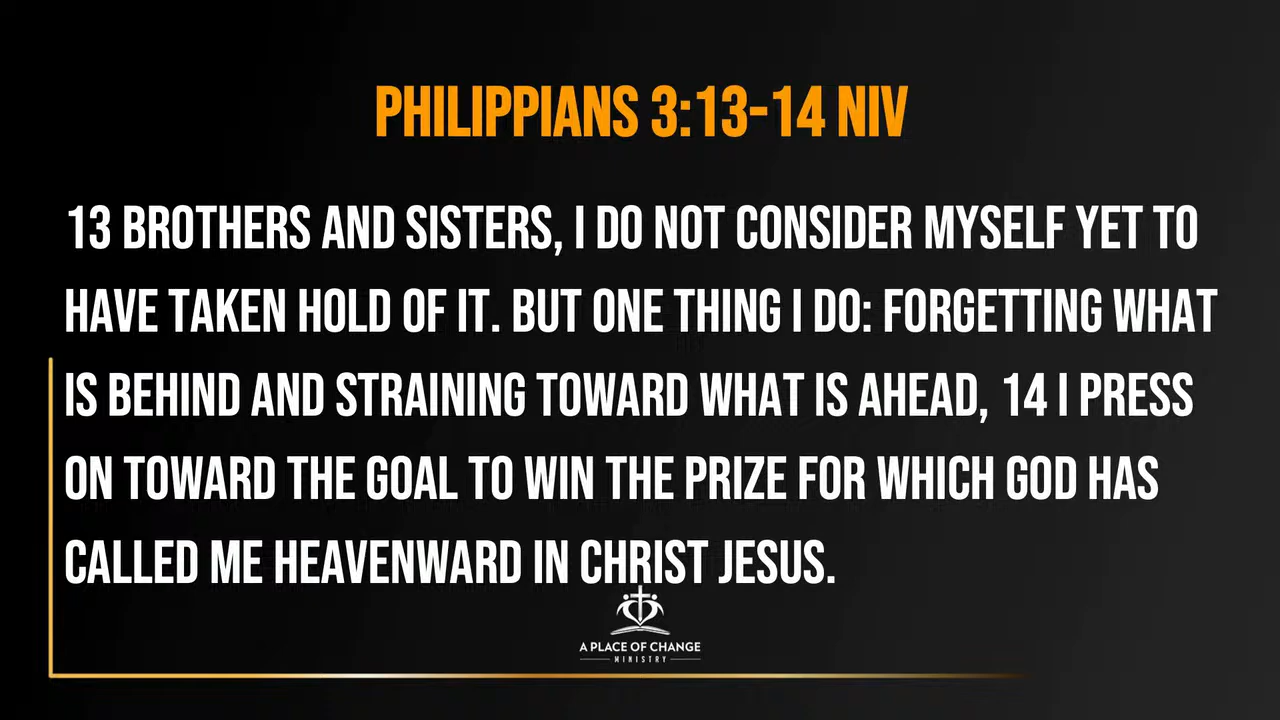 PHILIPPIANS 3:13-14 NIV
13 BROTHERS AND SISTERS, I DO NOT CONSIDER MYSELF YET TO
HAVE TAKEN HOLD OF IT. BUT ONE THING I DO: FORGETTING WHAT
IS BEHIND AND STRAINING TOWARD WHAT IS AHEAD, 14 I PRESS
ON TOWARD THE GOAL TO WIN THE PRIZE FOR WHICH GOD HAS
CALLED ME HEAVENWARD IN CHRIST JESUS.
A PLACE OF CHANGE
MINISTRY